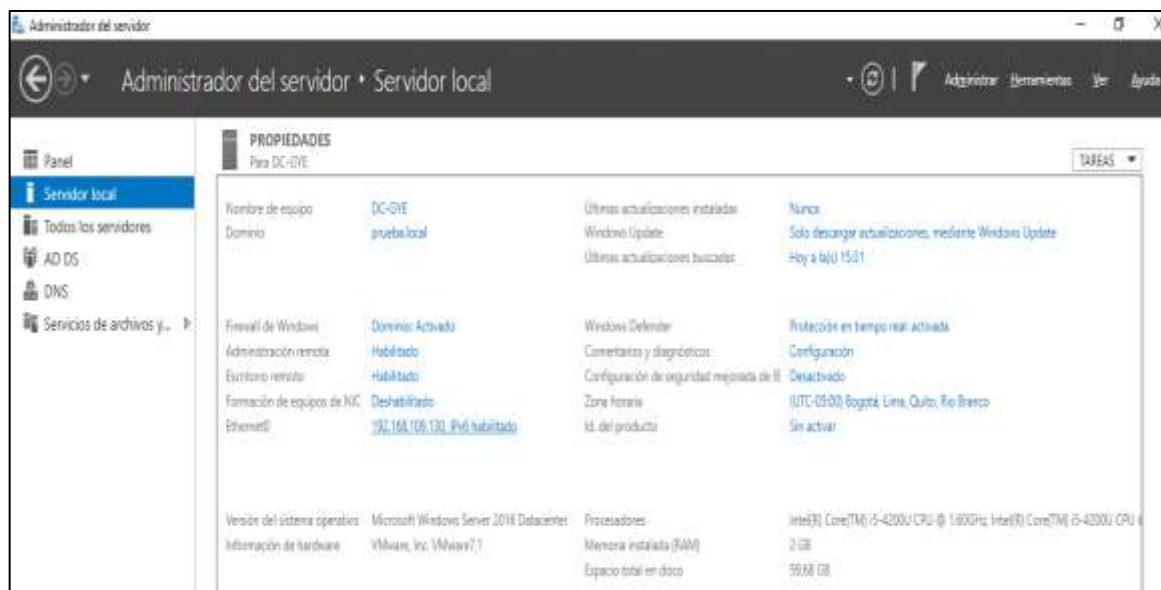 Administrador del servidor
Administrador del servidor • Servidor local
Administrar Herramientas Ver Ayuda
Panel
Servidor local
Todos los servidores
AD DS
DNS
Servicios de archivos y...
PROPIEDADES
Para DC-GYE
TAREAS
Nombre de equipo DC-GYE Últimas actualizaciones instaladas Nunca
Dominio prueba.local Windows Update Solo descargar actualizaciones, mediante Windows Update
Últimas actualizaciones buscadas Hoy a la(s) 15:31
Firewall de Windows Dominio: Activado Windows Defender Protección en tiempo real: activada
Administración remota Habilitado Comentarios y diagnósticos Configuración
Escritorio remoto Habilitado Configuración de seguridad mejorada de IE Desactivado
Formación de equipos de NIC Deshabilitado Zona horaria (UTC-05:00) Bogotá, Lima, Quito, Rio Branco
Ethernet0 192.168.109.130, IPv6 habilitado Id. del producto Sin activar
Versión del sistema operativo Microsoft Windows Server 2016 Datacenter Procesadores Intel(R) Core(TM) i5-4200U CPU @ 1.60GHz, Intel(R) Core(TM) i5-4200U CPU
Información de hardware VMware, Inc. VMware7,1 Memoria instalada (RAM) 2 GB
Espacio total en disco 59,68 GB